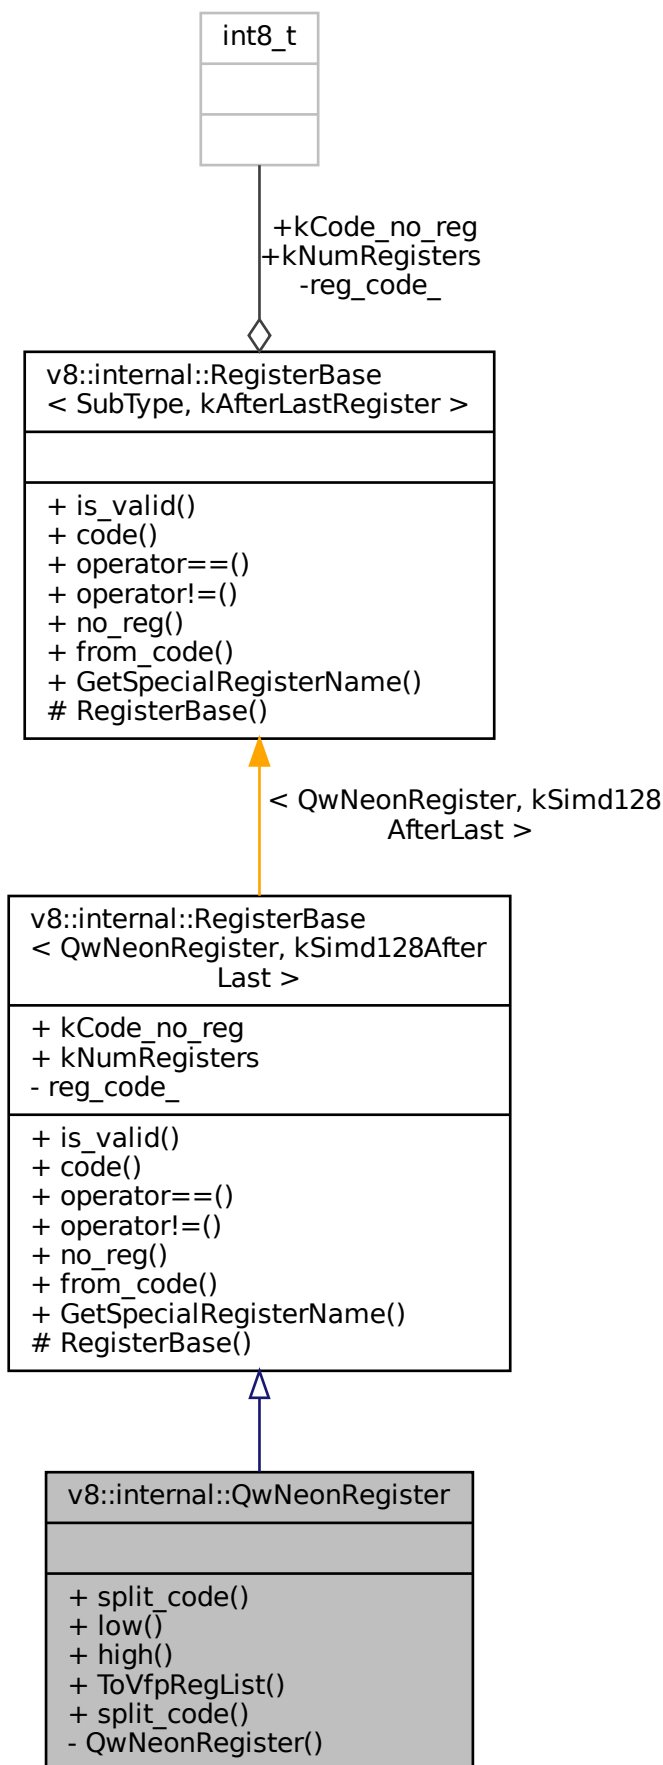 int8_t
+kCode_no_reg
+kNumRegisters
-reg_code_
v8::internal::RegisterBase
< SubType, kAfterLastRegister >
+ is_valid()
+ code()
+ operator==()
+ operator!=()
+ no_reg()
+ from_code()
+ GetSpecialRegisterName()
# RegisterBase()
< QwNeonRegister, kSimd128
AfterLast >
v8::internal::RegisterBase
< QwNeonRegister, kSimd128After
Last >
+ kCode_no_reg
+ kNumRegisters
- reg_code_
+ is_valid()
+ code()
+ operator==()
+ operator!=()
+ no_reg()
+ from_code()
+ GetSpecialRegisterName()
# RegisterBase()
v8::internal::QwNeonRegister
+ split_code()
+ low()
+ high()
+ ToVfpRegList()
+ split_code()
- QwNeonRegister()